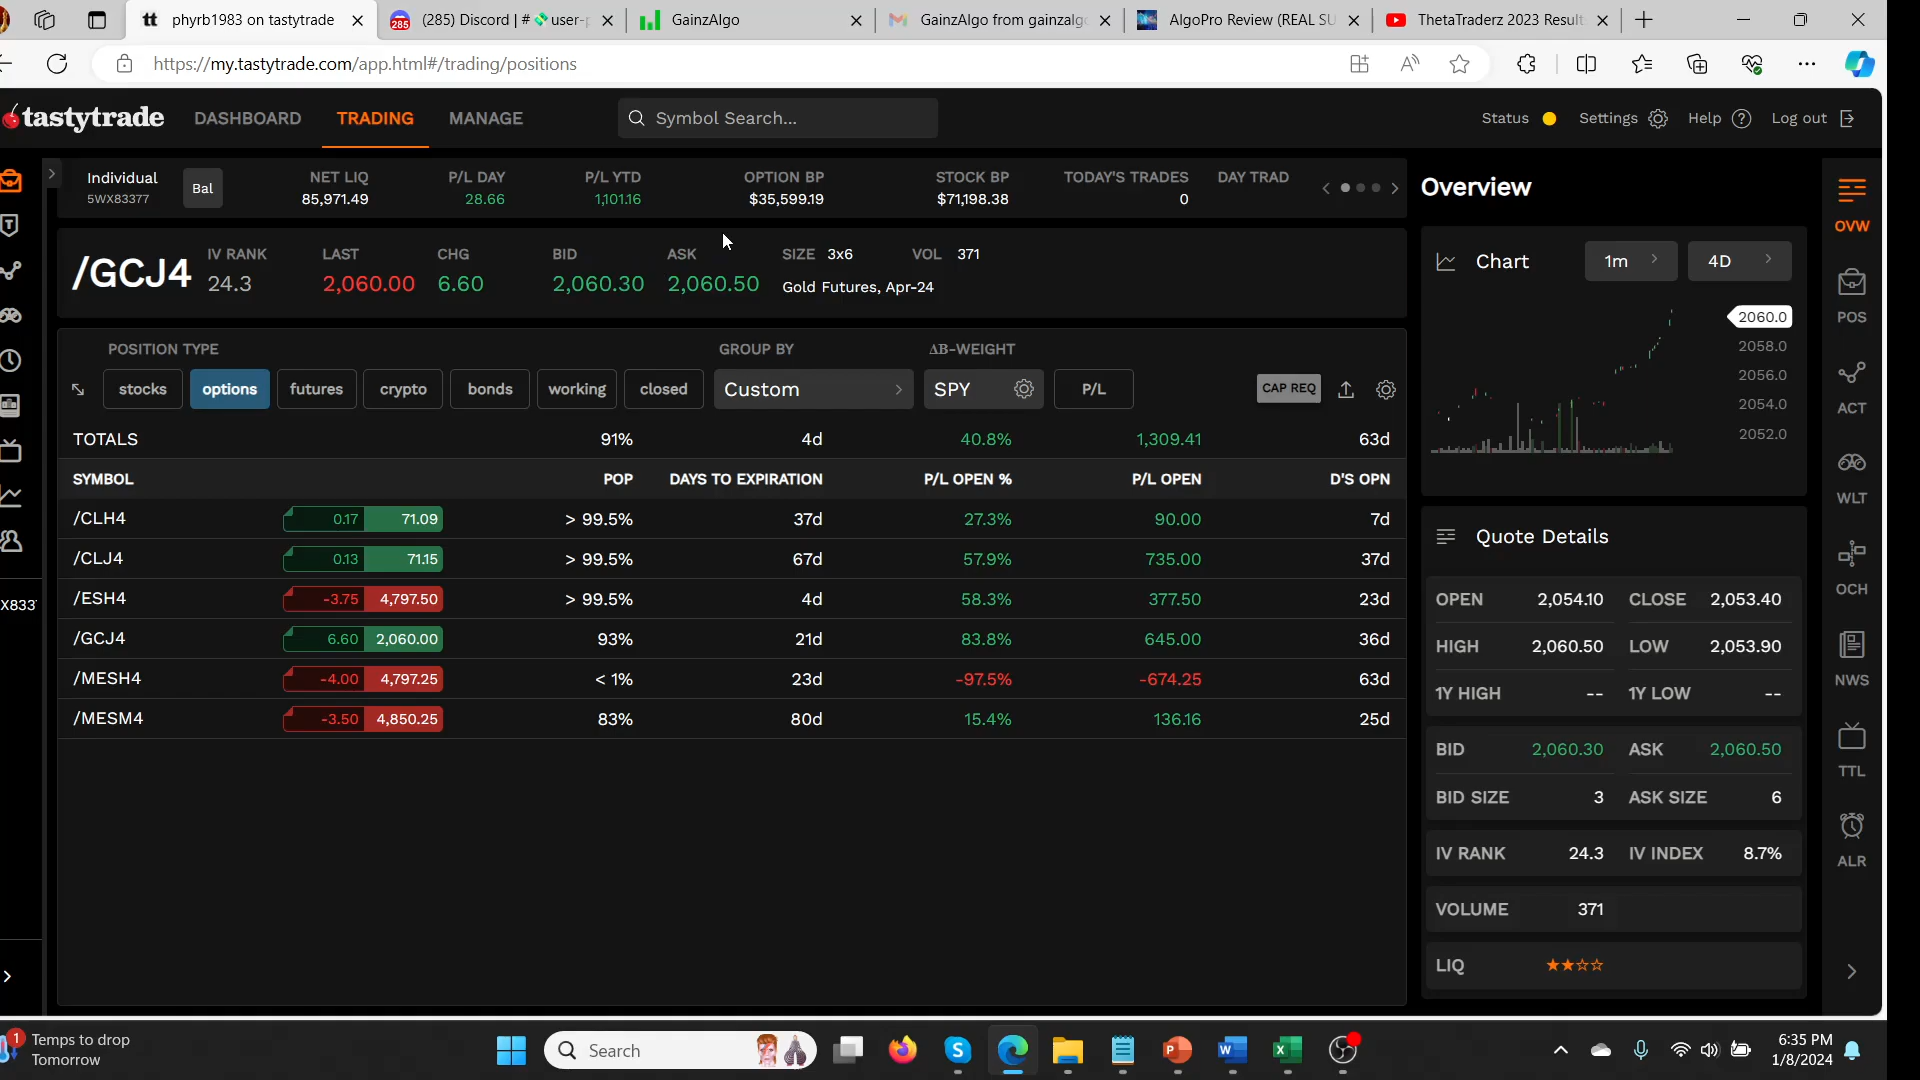 phyrb1983 on tastytrade
(285) Discord | #
user-
GainzAlgo
GainzAlgo from gainzalg
AlgoPro Review (REAL SU
ThetaTraderz 2023 Result
https://my.tastytrade.com/app.html#/trading/positions
tastytrade
DASHBOARD
TRADING
MANAGE
Symbol Search...
Status
Settings
Help
Log out
Individual
5WX83377
Bal
NET LIQ
85,971.49
P/L DAY
28.66
P/L YTD
1,101.16
OPTION BP
$35,599.19
STOCK BP
$71,198.38
TODAY'S TRADES
0
DAY TRAD
/GCJ4
IV RANK
24.3
LAST
2,060.00
CHG
6.60
BID
2,060.30
ASK
2,060.50
SIZE 3x6 VOL 371
Gold Futures, Apr-24
POSITION TYPE GROUP BY ΔB-WEIGHT
stocks options futures crypto bonds working closed Custom SPY P/L CAP REQ
TOTALS 91% 4d 40.8% 1,309.41 63d
SYMBOL POP DAYS TO EXPIRATION P/L OPEN % P/L OPEN D'S OPN
/CLH4 0.17 71.09 > 99.5% 37d 27.3% 90.00 7d
/CLJ4 0.13 71.15 > 99.5% 67d 57.9% 735.00 37d
/ESH4 -3.75 4,797.50 > 99.5% 4d 58.3% 377.50 23d
/GCJ4 6.60 2,060.00 93% 21d 83.8% 645.00 36d
/MESH4 -4.00 4,797.25 < 1% 23d -97.5% -674.25 63d
/MESM4 -3.50 4,850.25 83% 80d 15.4% 136.16 25d
X833
Overview
Chart 1m 4D
2060.0
2058.0
2056.0
2054.0
2052.0
Quote Details
OPEN 2,054.10 CLOSE 2,053.40
HIGH 2,060.50 LOW 2,053.90
1Y HIGH -- 1Y LOW --
BID 2,060.30 ASK 2,060.50
BID SIZE 3 ASK SIZE 6
IV RANK 24.3 IV INDEX 8.7%
VOLUME 371
LIQ ★★☆☆
OVW
POS
ACT
WLT
OCH
NWS
TTL
ALR
1
Temps to drop
Tomorrow
Search
6:35 PM
1/8/2024